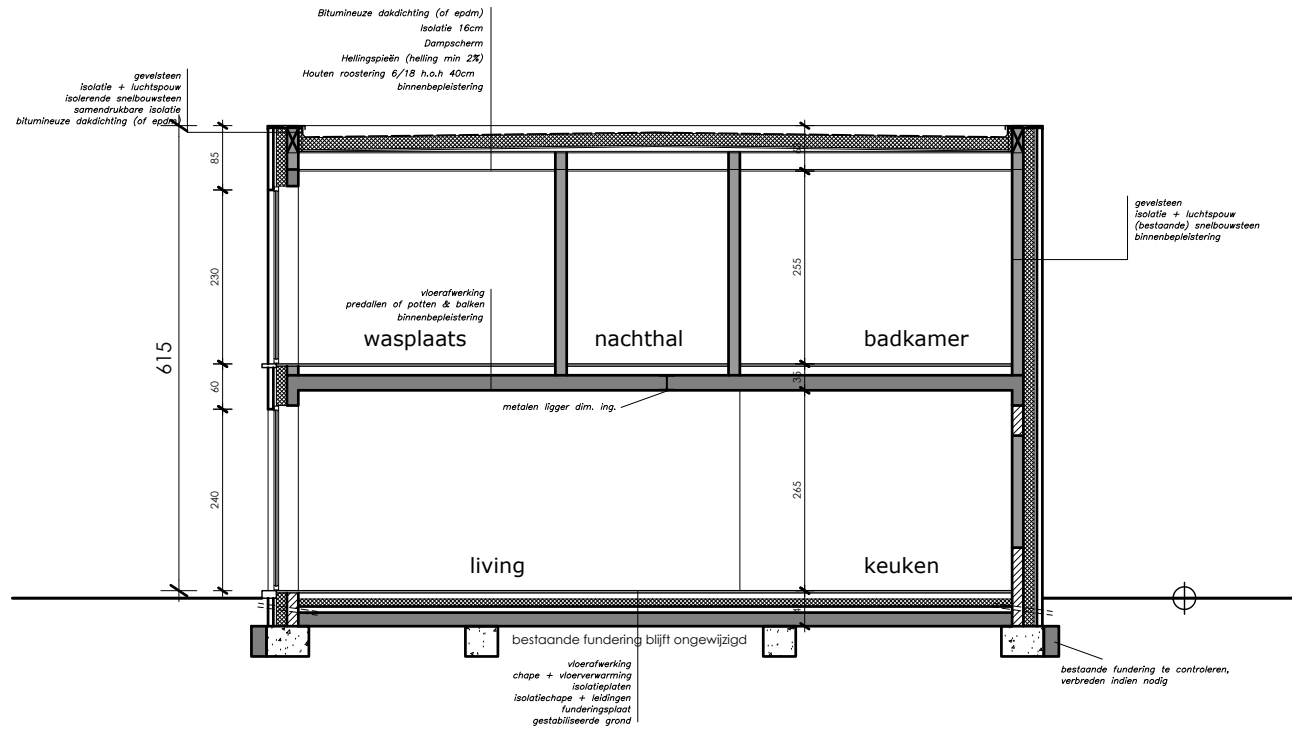 Bitumineuze dakdichting (of epdm)
Isolatie 16cm
Dampscherm
Hellingspieën (helling min 2%)
Houten roostering 6/18 h.o.h 40cm
binnenbepleistering
gevelsteen
isolatie + luchtspouw
isolerende snelbouwsteen
samendrukbare isolatie
bitumineuze dakdichting (of epdm)
85
230
60
240
615
gevelsteen
isolatie + luchtspouw
(bestaande) snelbouwsteen
binnenbepleistering
255
vloerafwerking
predallen of potten & balken
binnenbepleistering
wasplaats
nachthal
badkamer
35
metalen ligger dim. ing.
265
living
keuken
bestaande fundering blijft ongewijzigd
vloerafwerking
chape + vloerverwarming
isolatieplaten
isolatiechape + leidingen
funderingsplaat
gestabiliseerde grond
bestaande fundering te controleren,
verbreden indien nodig